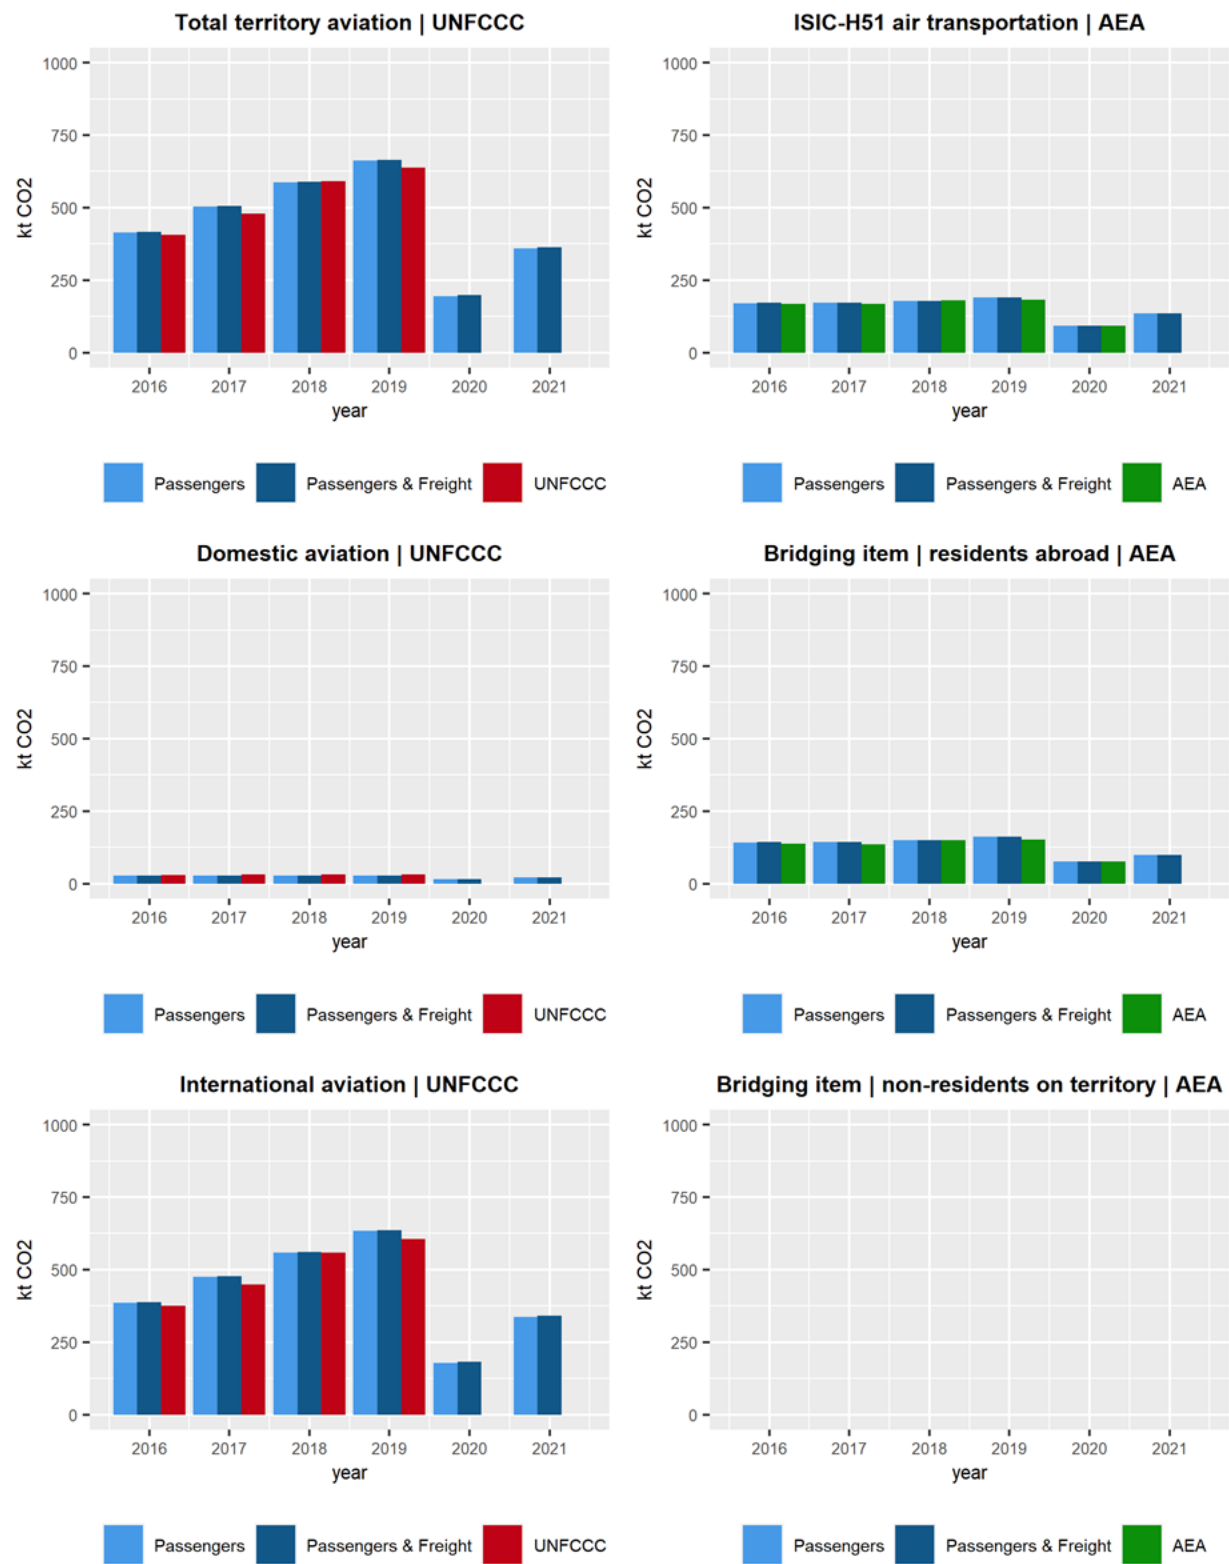 Total territory aviation | UNFCCC
1000
750
500
250
0
kt CO2
2016 2017 2018 2019 2020 2021
year
Passengers Passengers & Freight UNFCCC
ISIC-H51 air transportation | AEA
1000
750
500
250
0
kt CO2
2016 2017 2018 2019 2020 2021
year
Passengers Passengers & Freight AEA
Domestic aviation | UNFCCC
1000
750
500
250
0
kt CO2
2016 2017 2018 2019 2020 2021
year
Passengers Passengers & Freight UNFCCC
Bridging item | residents abroad | AEA
1000
750
500
250
0
kt CO2
2016 2017 2018 2019 2020 2021
year
Passengers Passengers & Freight AEA
International aviation | UNFCCC
1000
750
500
250
0
kt CO2
2016 2017 2018 2019 2020 2021
year
Passengers Passengers & Freight UNFCCC
Bridging item | non-residents on territory | AEA
1000
750
500
250
0
kt CO2
2016 2017 2018 2019 2020 2021
year
Passengers Passengers & Freight AEA